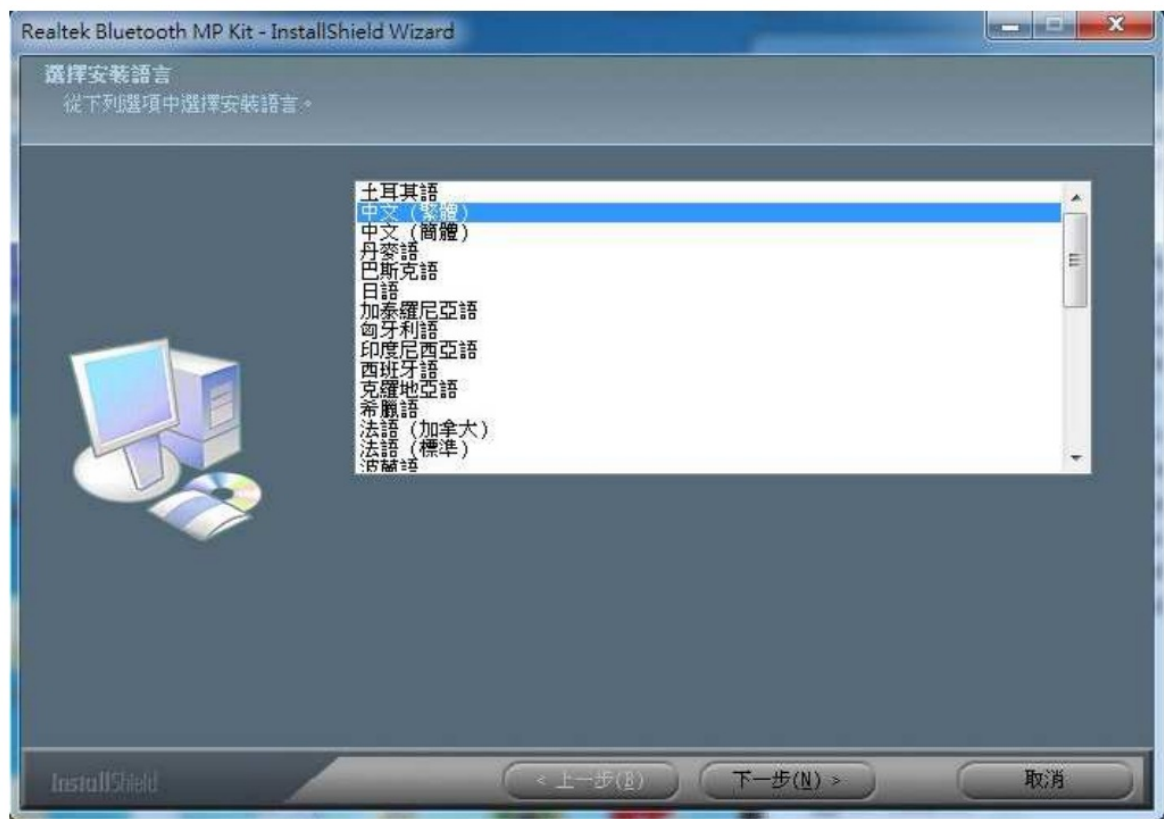 Realtek Bluetooth MP Kit - InstallShield Wizard
選擇安裝語言
從下列選項中選擇安裝語言。
土耳其語
中文 (繁體)
中文 (簡體)
丹麥語
巴斯克語
日語
加泰羅尼亞語
匈牙利語
印度尼西亞語
西班牙語
克羅地亞語
希臘語
法語 (加拿大)
法語 (標準)
波蘭語
InstallShield
< 上一步(B)
下一步(N) >
取消